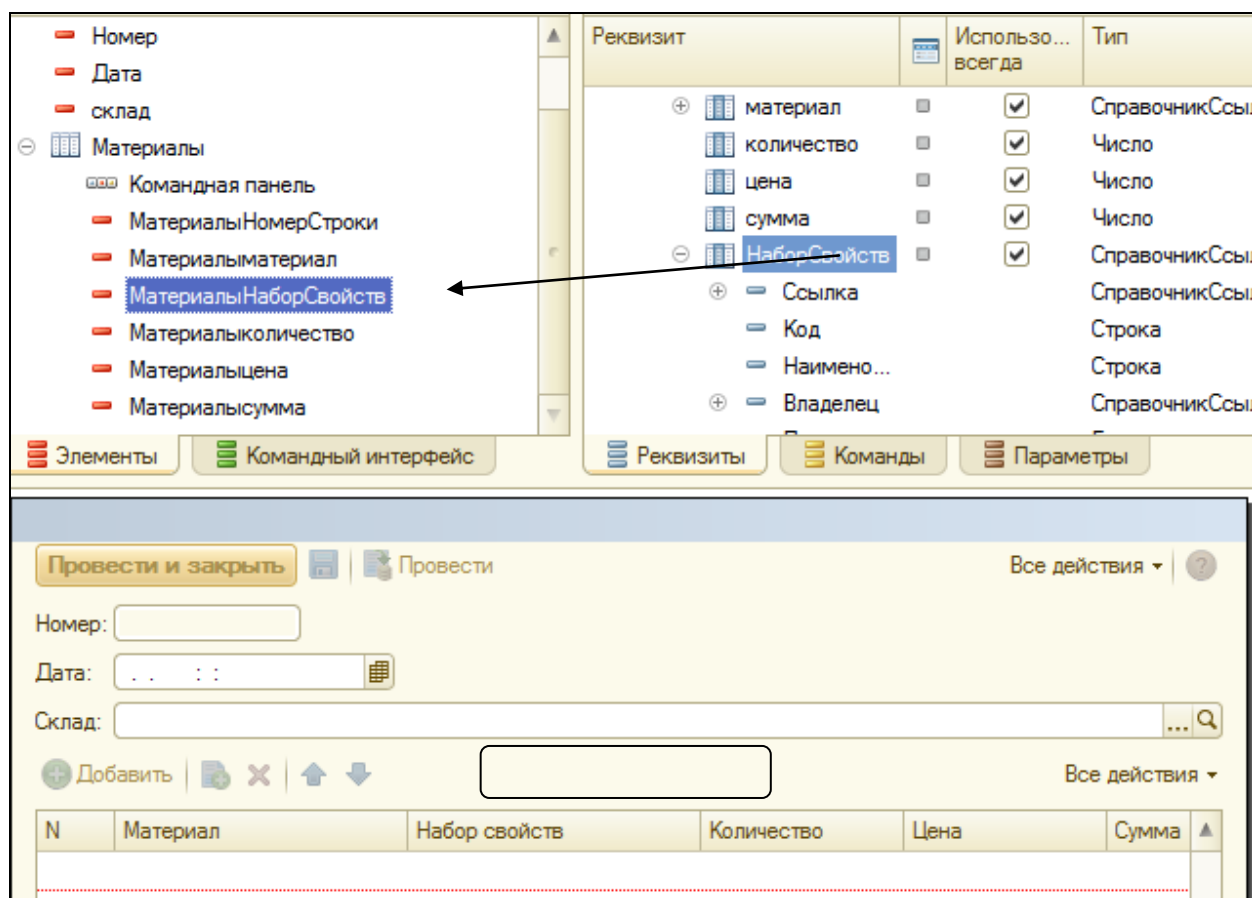 Номер
Дата
склад
Материалы
Командная панель
МатериалыНомерСтроки
Материалыматериал
МатериалыНаборСвойств
Материалыколичество
Материалыцена
Материалысумма
Элементы
Командный интерфейс
Реквизит
Использо... всегда
Тип
материал
СправочникСсы
количество
Число
цена
Число
сумма
Число
НаборСвойств
СправочникСсы
Ссылка
СправочникСсы
Код
Строка
Наимено...
Строка
Владелец
СправочникСсы
Реквизиты
Команды
Параметры
Провести и закрыть
Провести
Все действия
Номер:
Дата: . . : :
Склад:
Добавить
Все действия
N Материал Набор свойств Количество Цена Сумма